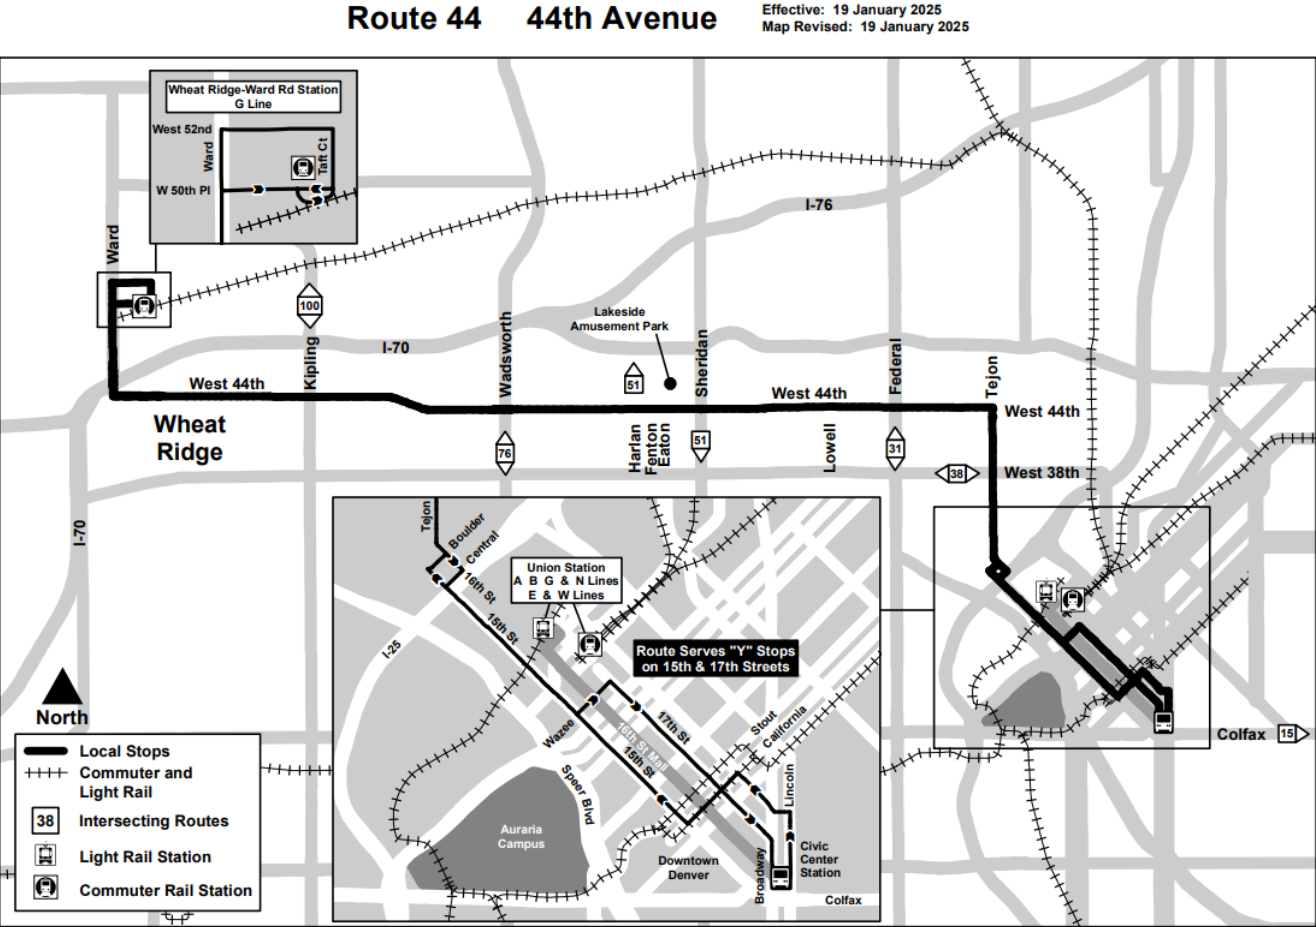 Route 44 44th Avenue
Effective: 19 January 2025
Map Revised: 19 January 2025
Wheat Ridge-Ward Rd Station
G Line
West 52nd
Ward
Taft Ct
W 50th Pl
Ward
I-76
100
Kipling
I-70
Wadsworth
Lakeside
Amusement Park
Sheridan
Federal
Tejon
51
West 44th
West 44th
West 44th
Wheat
Ridge
76
Harlan
Fenton
Eaton
51
Lowell
31
38
West 38th
I-70
Tejon
Boulder
Central
16th St
15th St
Union Station
A B G & N Lines
E & W Lines
I-25
Route Serves "Y" Stops
on 15th & 17th Streets
Wazee
17th St
16th St Mall
15th St
Stout
California
Speer Blvd
Lincoln
Auraria
Campus
Downtown
Denver
Broadway
Civic
Center
Station
Colfax
Colfax
15
North
Local Stops
Commuter and
Light Rail
38
Intersecting Routes
Light Rail Station
Commuter Rail Station